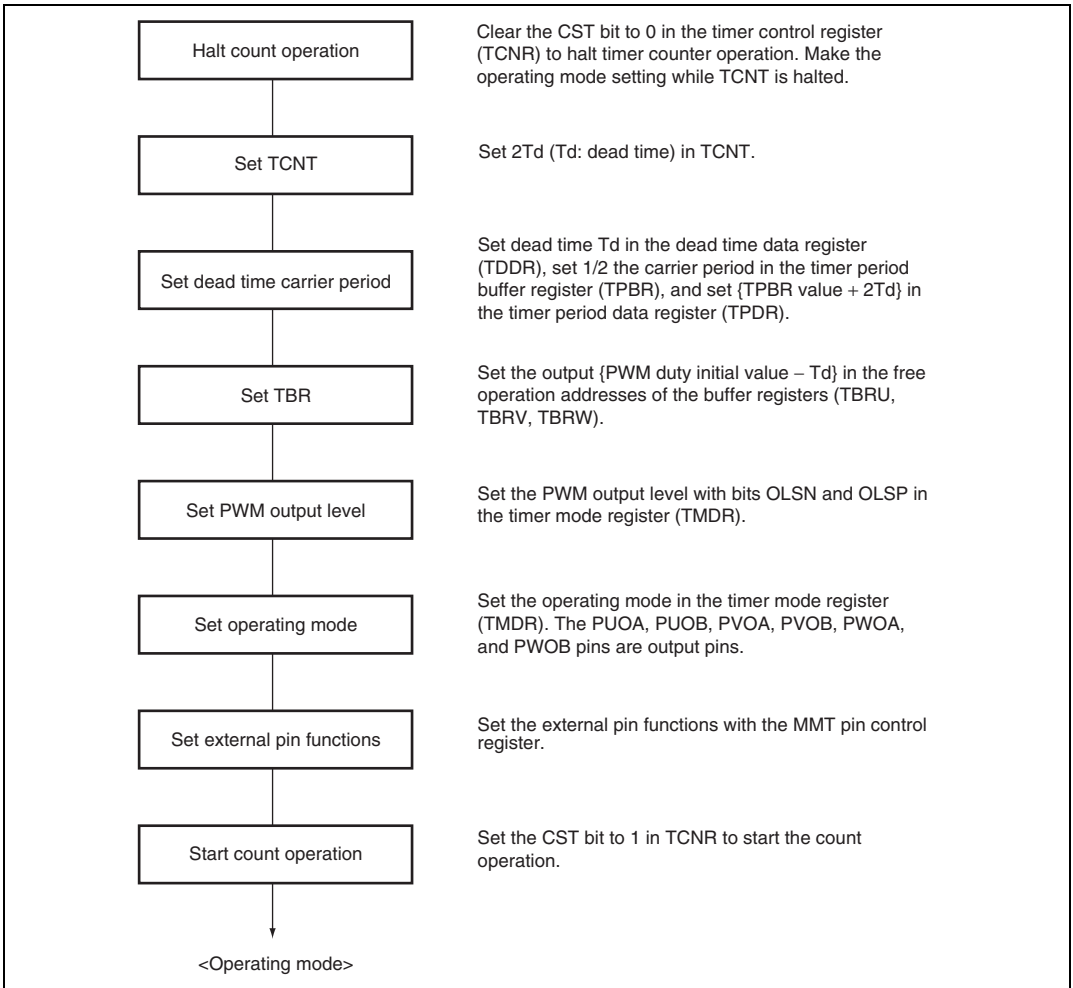 Halt count operation
Clear the CST bit to 0 in the timer control register
(TCNR) to halt timer counter operation. Make the
operating mode setting while TCNT is halted.
Set TCNT
Set 2Td (Td: dead time) in TCNT.
Set dead time carrier period
Set dead time Td in the dead time data register
(TDDR), set 1/2 the carrier period in the timer period
buffer register (TPBR), and set {TPBR value + 2Td} in
the timer period data register (TPDR).
Set TBR
Set the output {PWM duty initial value − Td} in the free
operation addresses of the buffer registers (TBRU,
TBRV, TBRW).
Set PWM output level
Set the PWM output level with bits OLSN and OLSP in
the timer mode register (TMDR).
Set operating mode
Set the operating mode in the timer mode register
(TMDR). The PUOA, PUOB, PVOA, PVOB, PWOA,
and PWOB pins are output pins.
Set external pin functions
Set the external pin functions with the MMT pin control
register.
Start count operation
Set the CST bit to 1 in TCNR to start the count
operation.
<Operating mode>